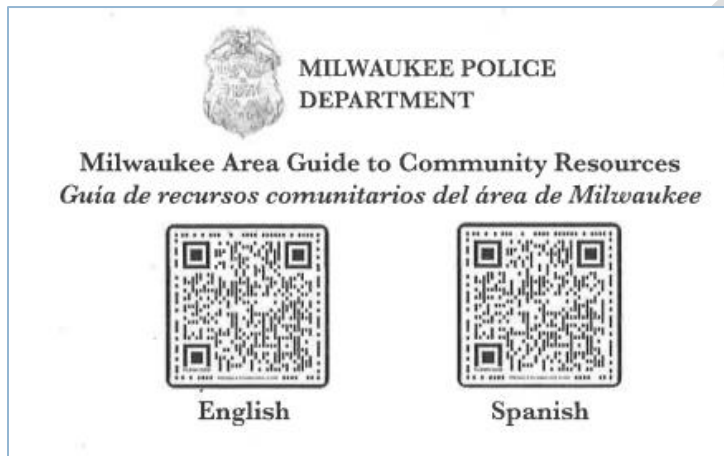 MILWAUKEE POLICE
DEPARTMENT
Milwaukee Area Guide to Community Resources
Guía de recursos comunitarios del área de Milwaukee
English
Spanish